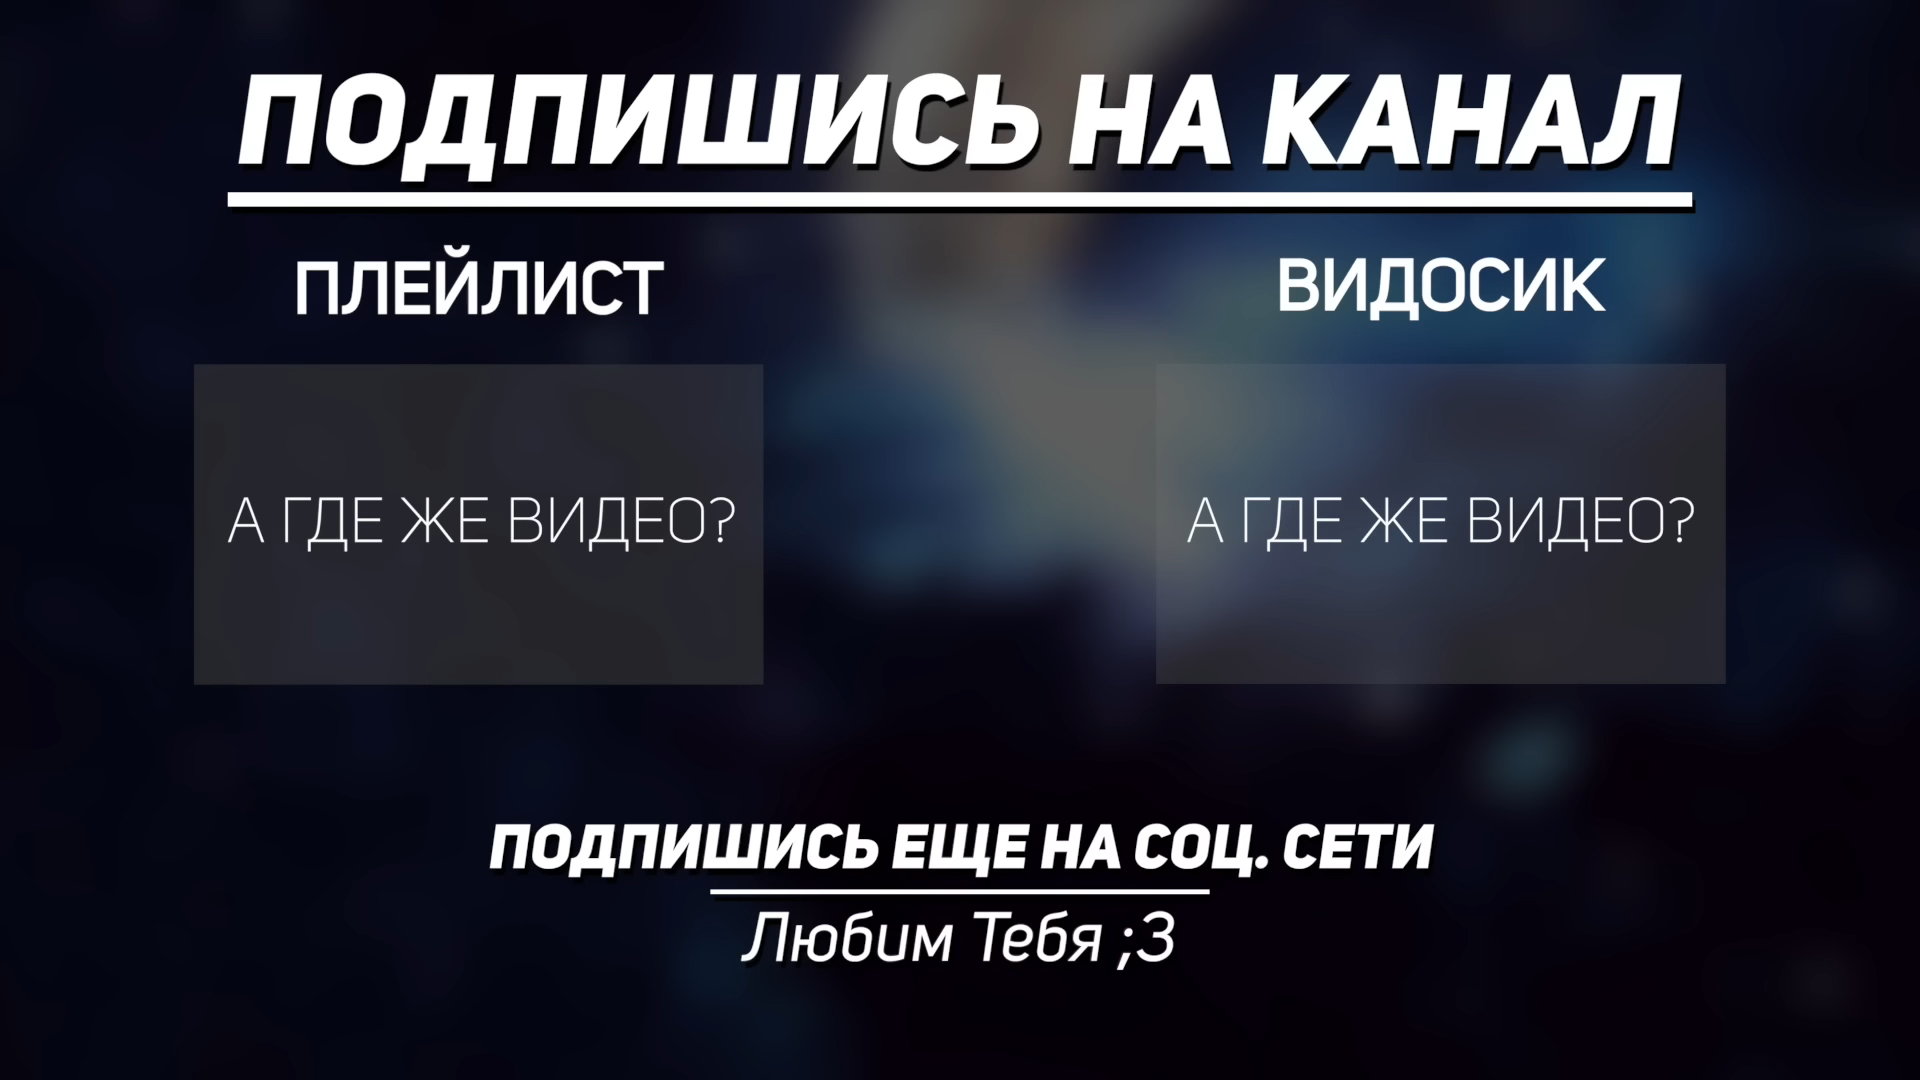 ПОДПИШИСЬ НА КАНАЛ
ПЛЕЙЛИСТ
ВИДОСИК
А ГДЕ ЖЕ ВИДЕО?
А ГДЕ ЖЕ ВИДЕО?
ПОДПИШИСЬ ЕЩЕ НА СОЦ. СЕТИ
Любим Тебя ;3